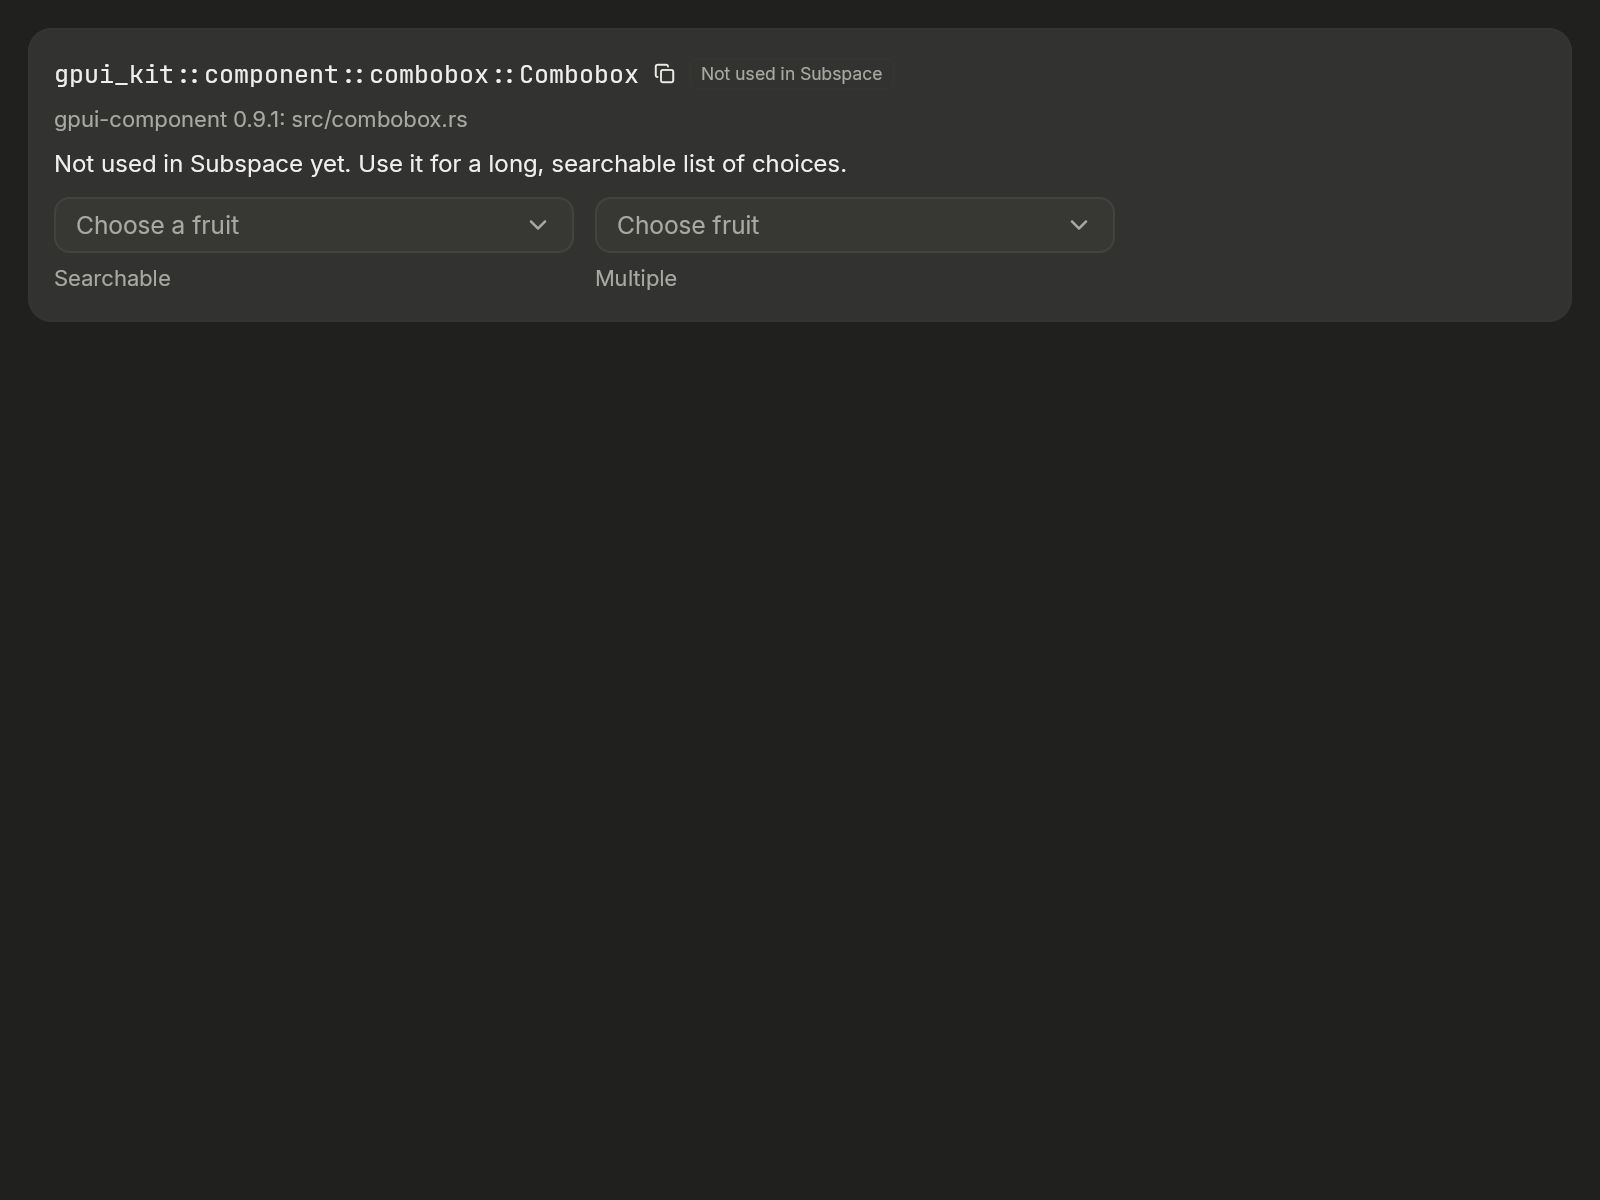 gpui_kit::component::combobox::Combobox Not used in Subspace
gpui-component 0.9.1: src/combobox.rs
Not used in Subspace yet. Use it for a long, searchable list of choices.
Choose a fruit Choose fruit
Searchable Multiple